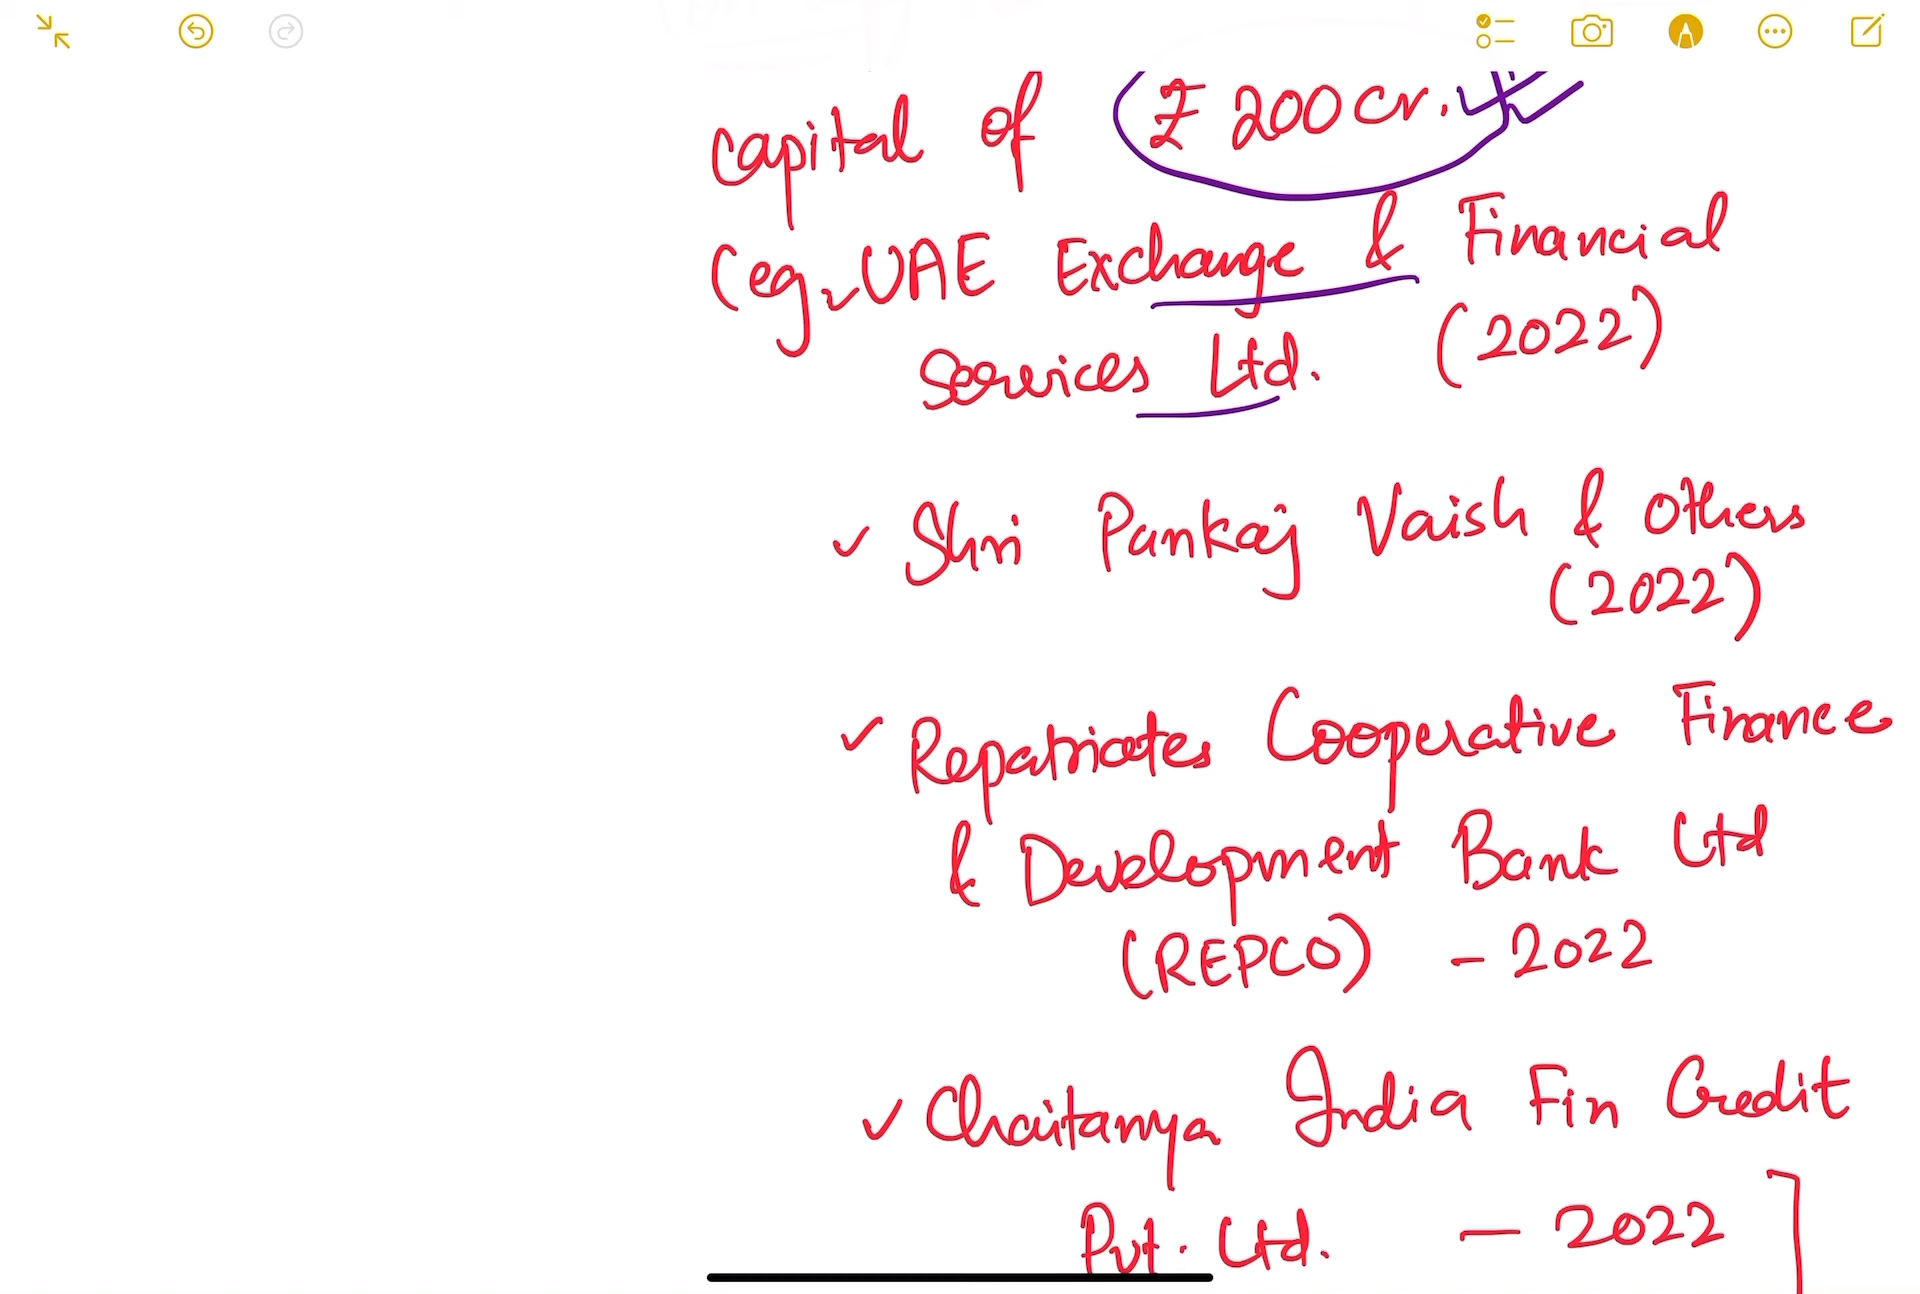 capital of ₹ 200 Cr.
(eg, UAE Exchange & Financial
Services Ltd. (2022)
✓ Shri Pankaj Vaish & Others
(2022)
✓ Repatriates Cooperative Finance
& Development Bank Ltd
(REPCO) - 2022
✓ Chaitanya India Fin Credit
Pvt. Ltd. - 2022 ]